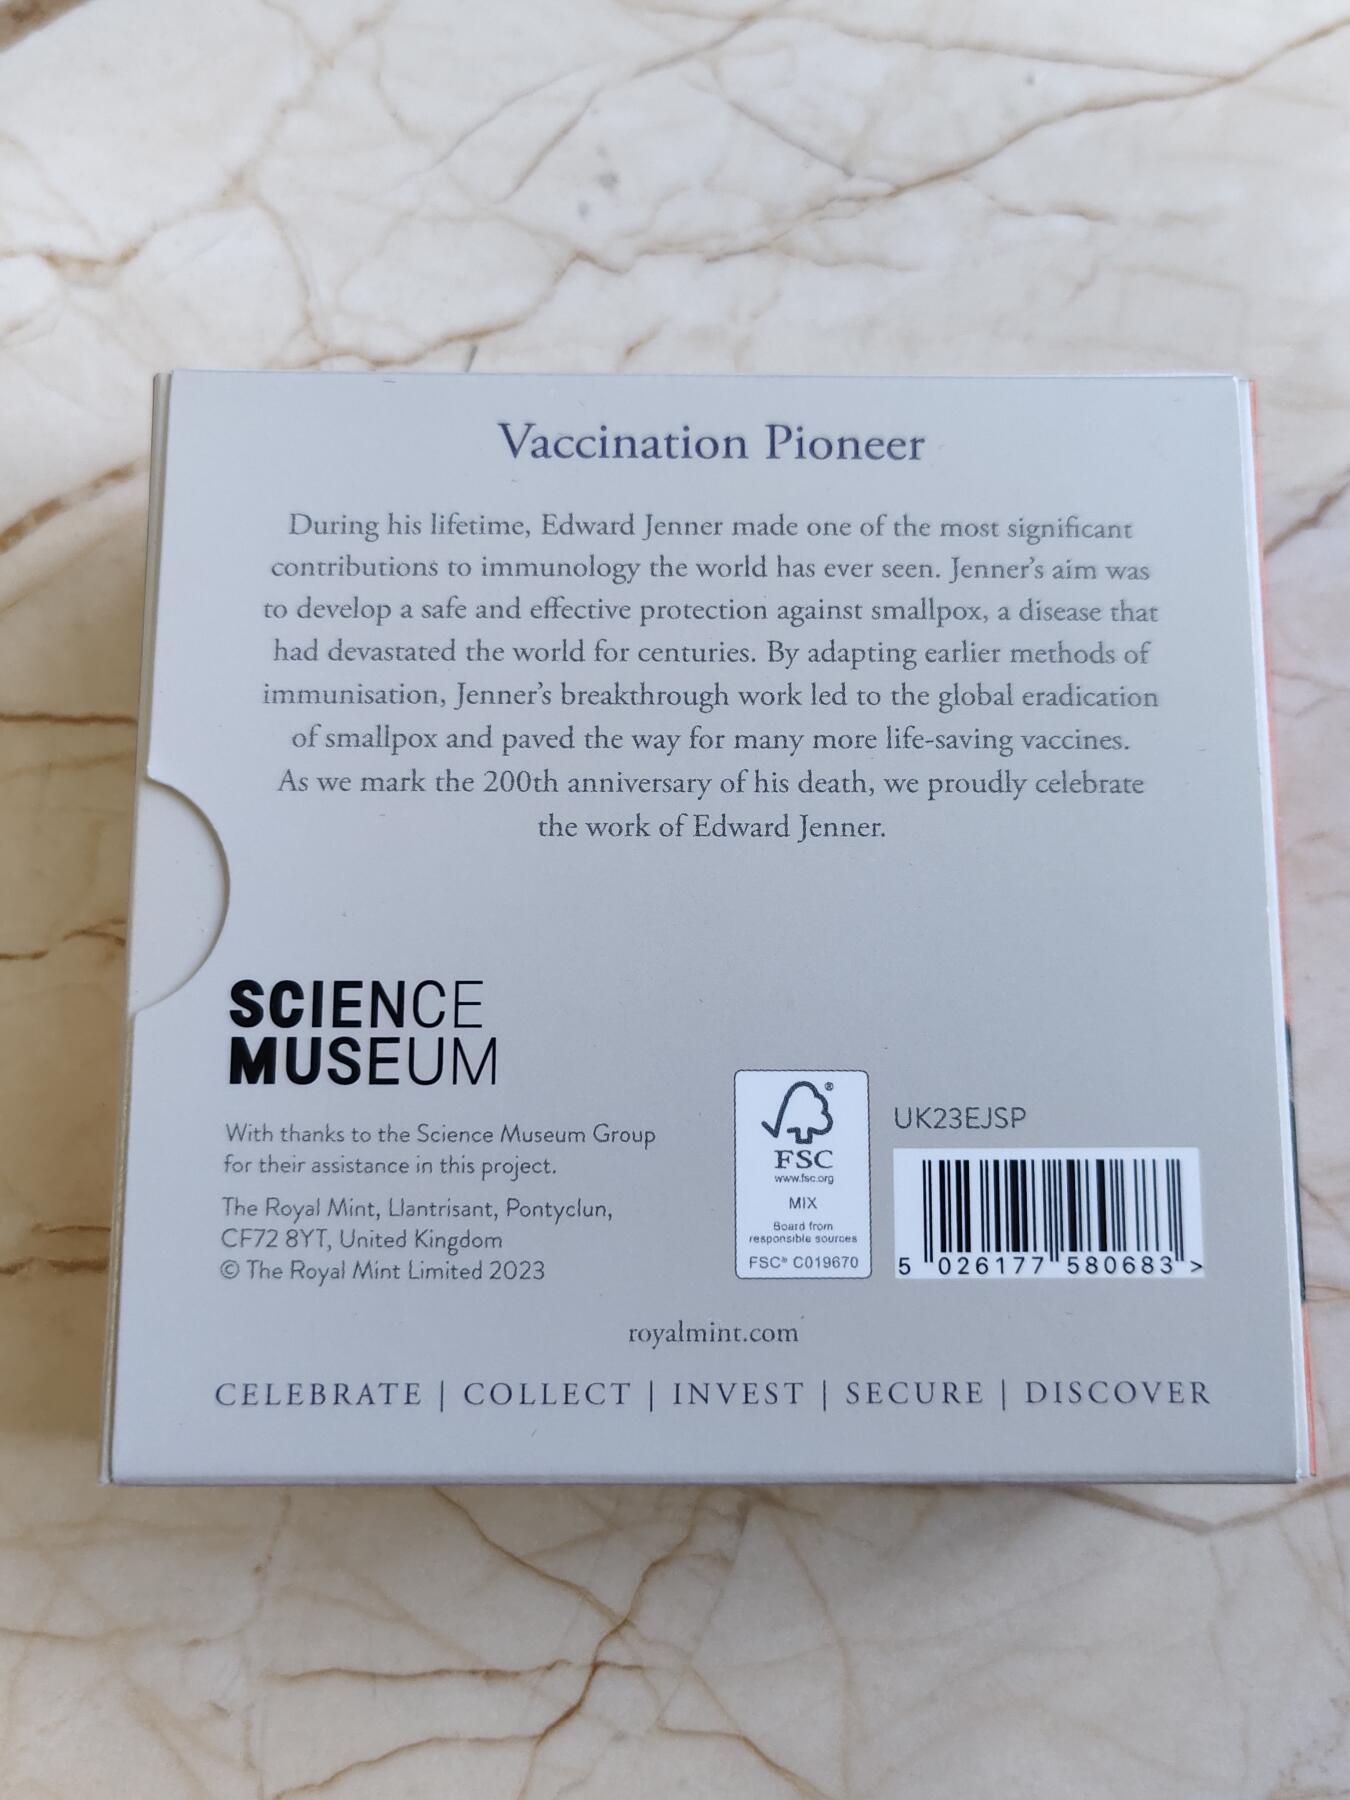 Vaccination Pioneer
During his lifetime, Edward Jenner made one of the most significant
contributions to immunology the world has ever seen. Jenner's aim was
to develop a safe and effective protection against smallpox, a disease that
had devastated the world for centuries. By adapting earlier methods of
immunisation, Jenner's breakthrough work led to the global eradication
of smallpox and paved the way for many more life-saving vaccines.
As we mark the 200th anniversary of his death, we proudly celebrate
the work of Edward Jenner.
SCIENCE
MUSEUM
With thanks to the Science Museum Group
for their assistance in this project.
The Royal Mint, Llantrisant, Pontyclun,
CF72 8YT, United Kingdom
© The Royal Mint Limited 2023
®
FSC
www.fsc.org
MIX
Board from
responsible sources
FSC® C019670
UK23EJSP
5 026177 580683 >
royalmint.com
CELEBRATE | COLLECT | INVEST | SECURE | DISCOVER